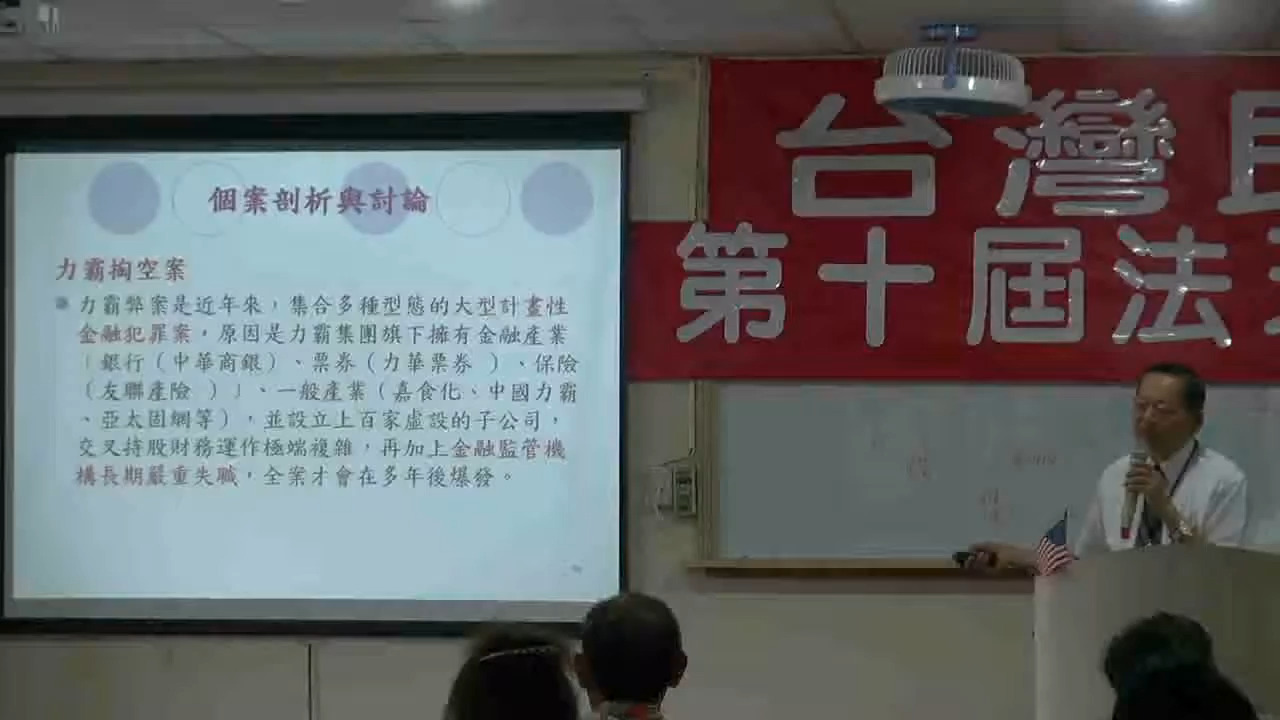 個案剖析與討論
力霸掏空案
力霸弊案是近年來，集合多種型態的大型計畫性
金融犯罪案，原因是力霸集團旗下擁有金融產業
﹝銀行（中華商銀）、票券（力華票券 ）、保險
（友聯產險 ）﹞、一般產業（嘉食化、中國力霸
、亞太固網等），並設立上百家虛設的子公司，
交叉持股財務運作極端複雜，再加上金融監管機
構長期嚴重失職，全案才會在多年後爆發。
台灣
第十屆法